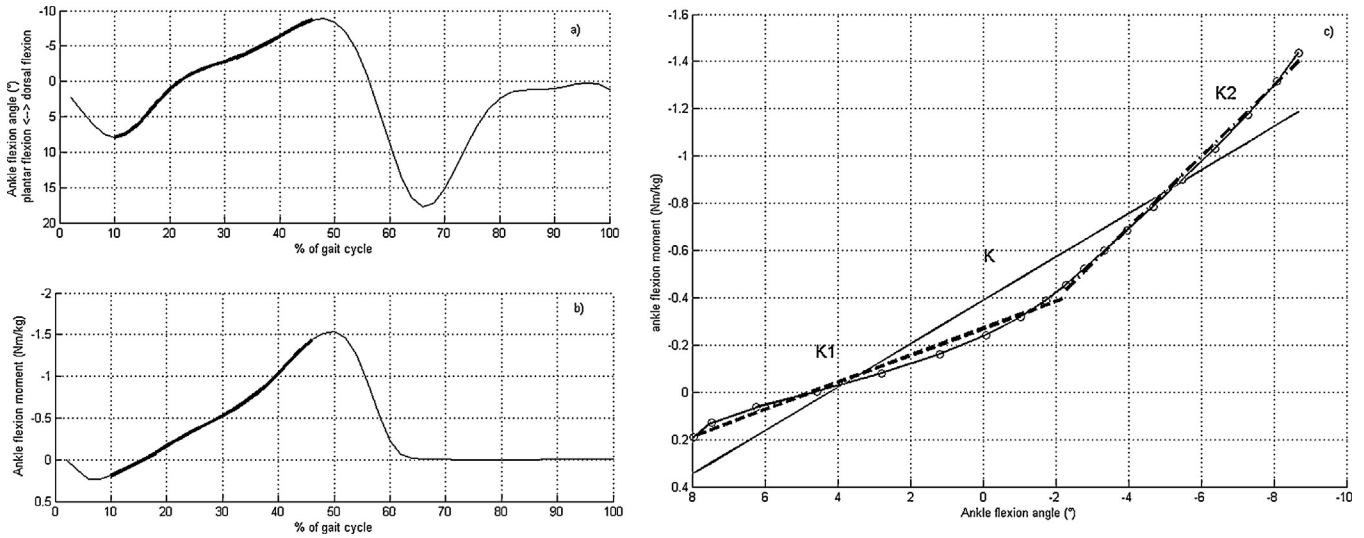 -10
-5
0
5
10
15
20
0 10 20 30 40 50 60 70 80 90 100
Ankle flexion angle (°)
plantar flexion <--> dorsal flexion
% of gait cycle
a)
-2
-1.5
-1
-0.5
0
0.5
0 10 20 30 40 50 60 70 80 90 100
Ankle flexion moment (Nm/kg)
% of gait cycle
b)
-1.6
-1.4
-1.2
-1
-0.8
-0.6
-0.4
-0.2
0
0.2
0.4
8 6 4 2 0 -2 -4 -6 -8 -10
ankle flexion moment (Nm/kg)
Ankle flexion angle (°)
c)
K2
K
K1